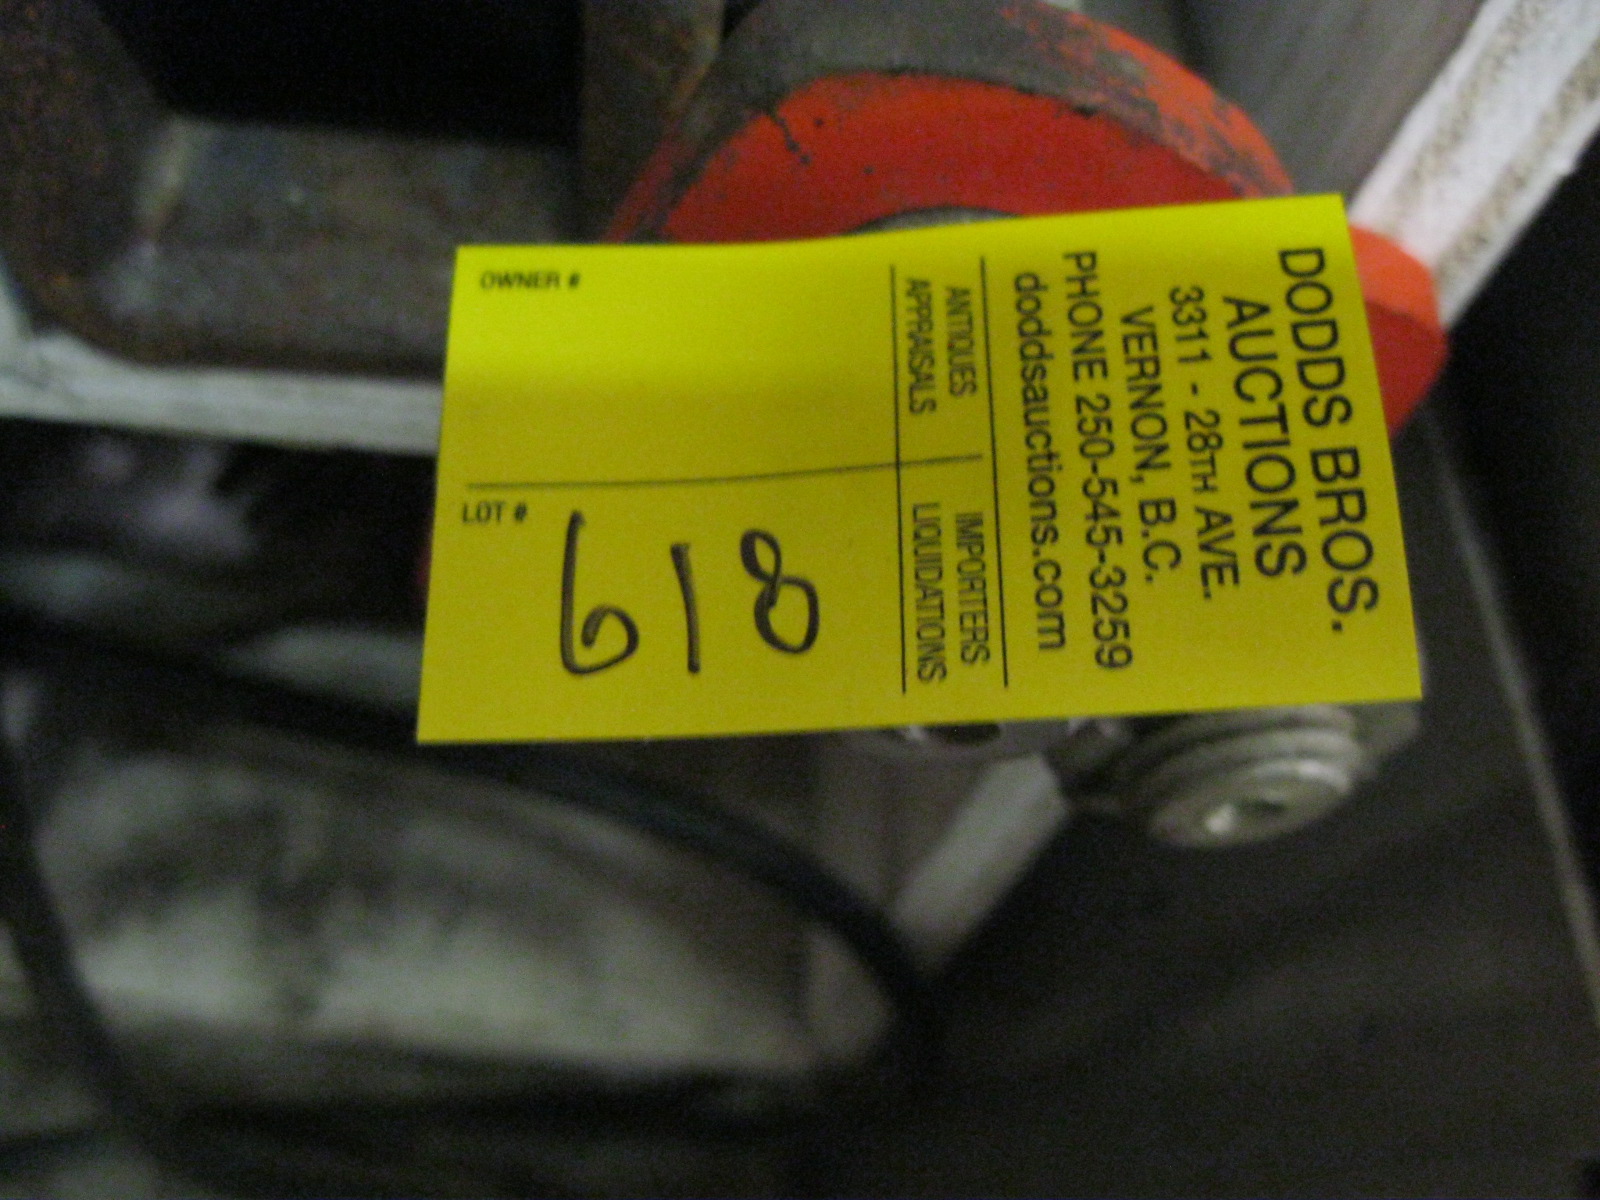 DODDS BROS.
AUCTIONS
3311 - 28TH AVE.
VERNON, B.C.
PHONE 250-545-3259
doddsauctions.com
ANTIQUES IMPORTERS
APPRAISALS LIQUIDATIONS
OWNER #
LOT #
618